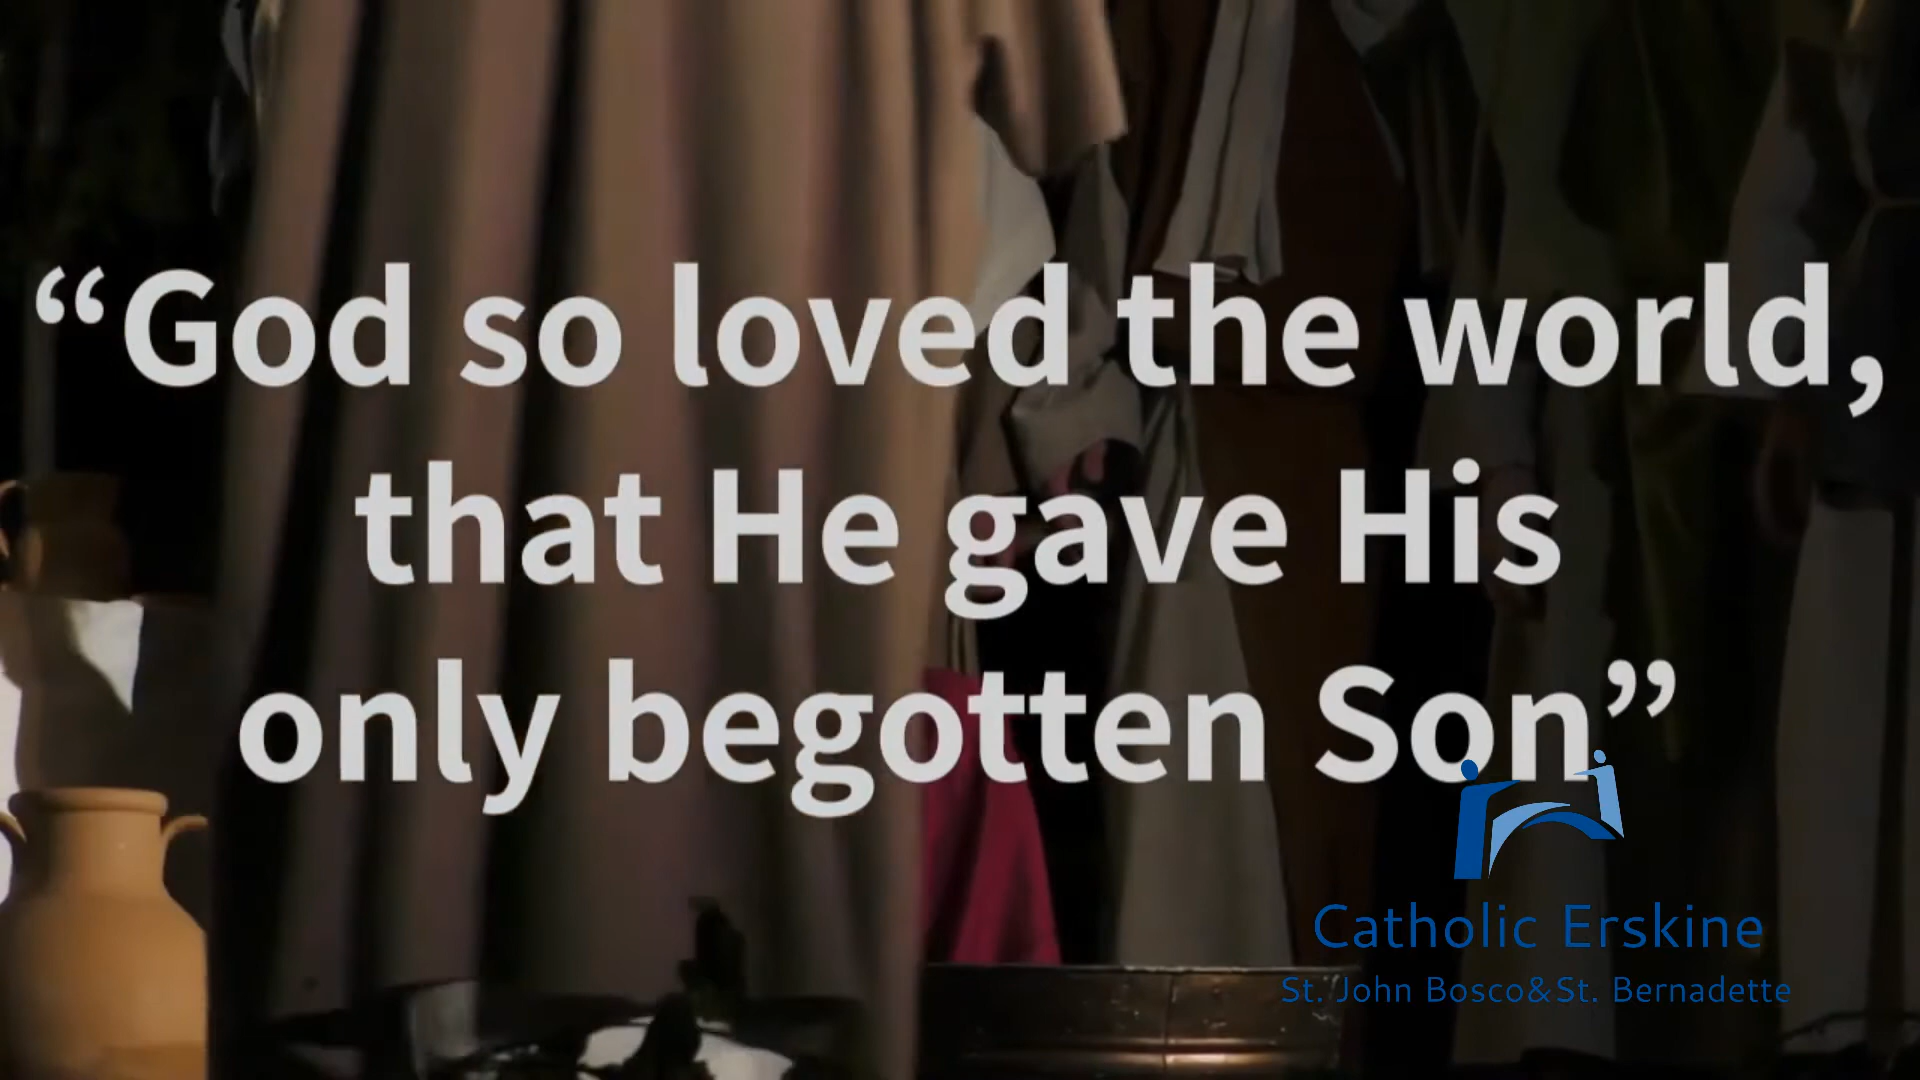 “God so loved the world,
that He gave His
only begotten Son”
Catholic Erskine
St. John Bosco&St. Bernadette